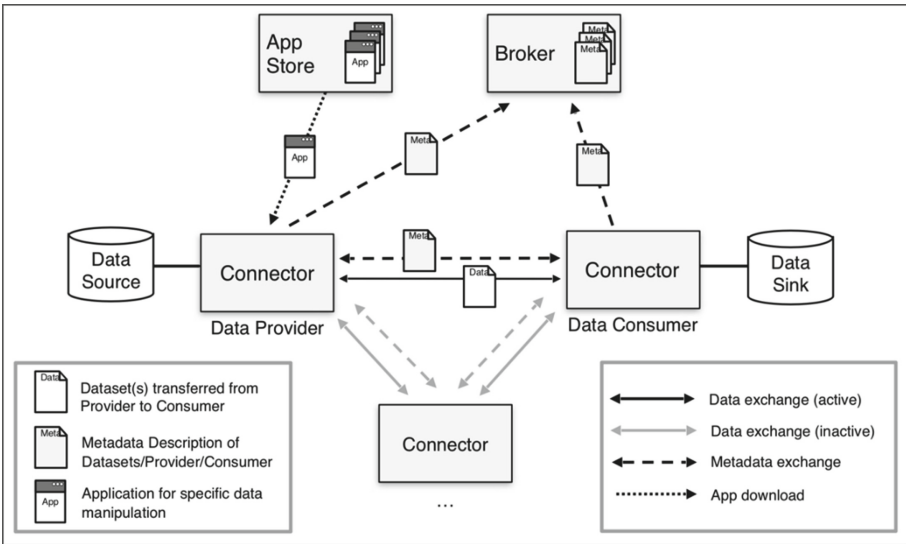 App
Store
App
Broker
Meta
Meta
Meta
App
Meta
Meta
Data
Source
Connector
Data Provider
Meta
Data
Connector
Data Consumer
Data
Sink
Connector
...
Data
Dataset(s) transferred from
Provider to Consumer
Meta
Metadata Description of
Datasets/Provider/Consumer
App
Application for specific data
manipulation
Data exchange (active)
Data exchange (inactive)
Metadata exchange
App download